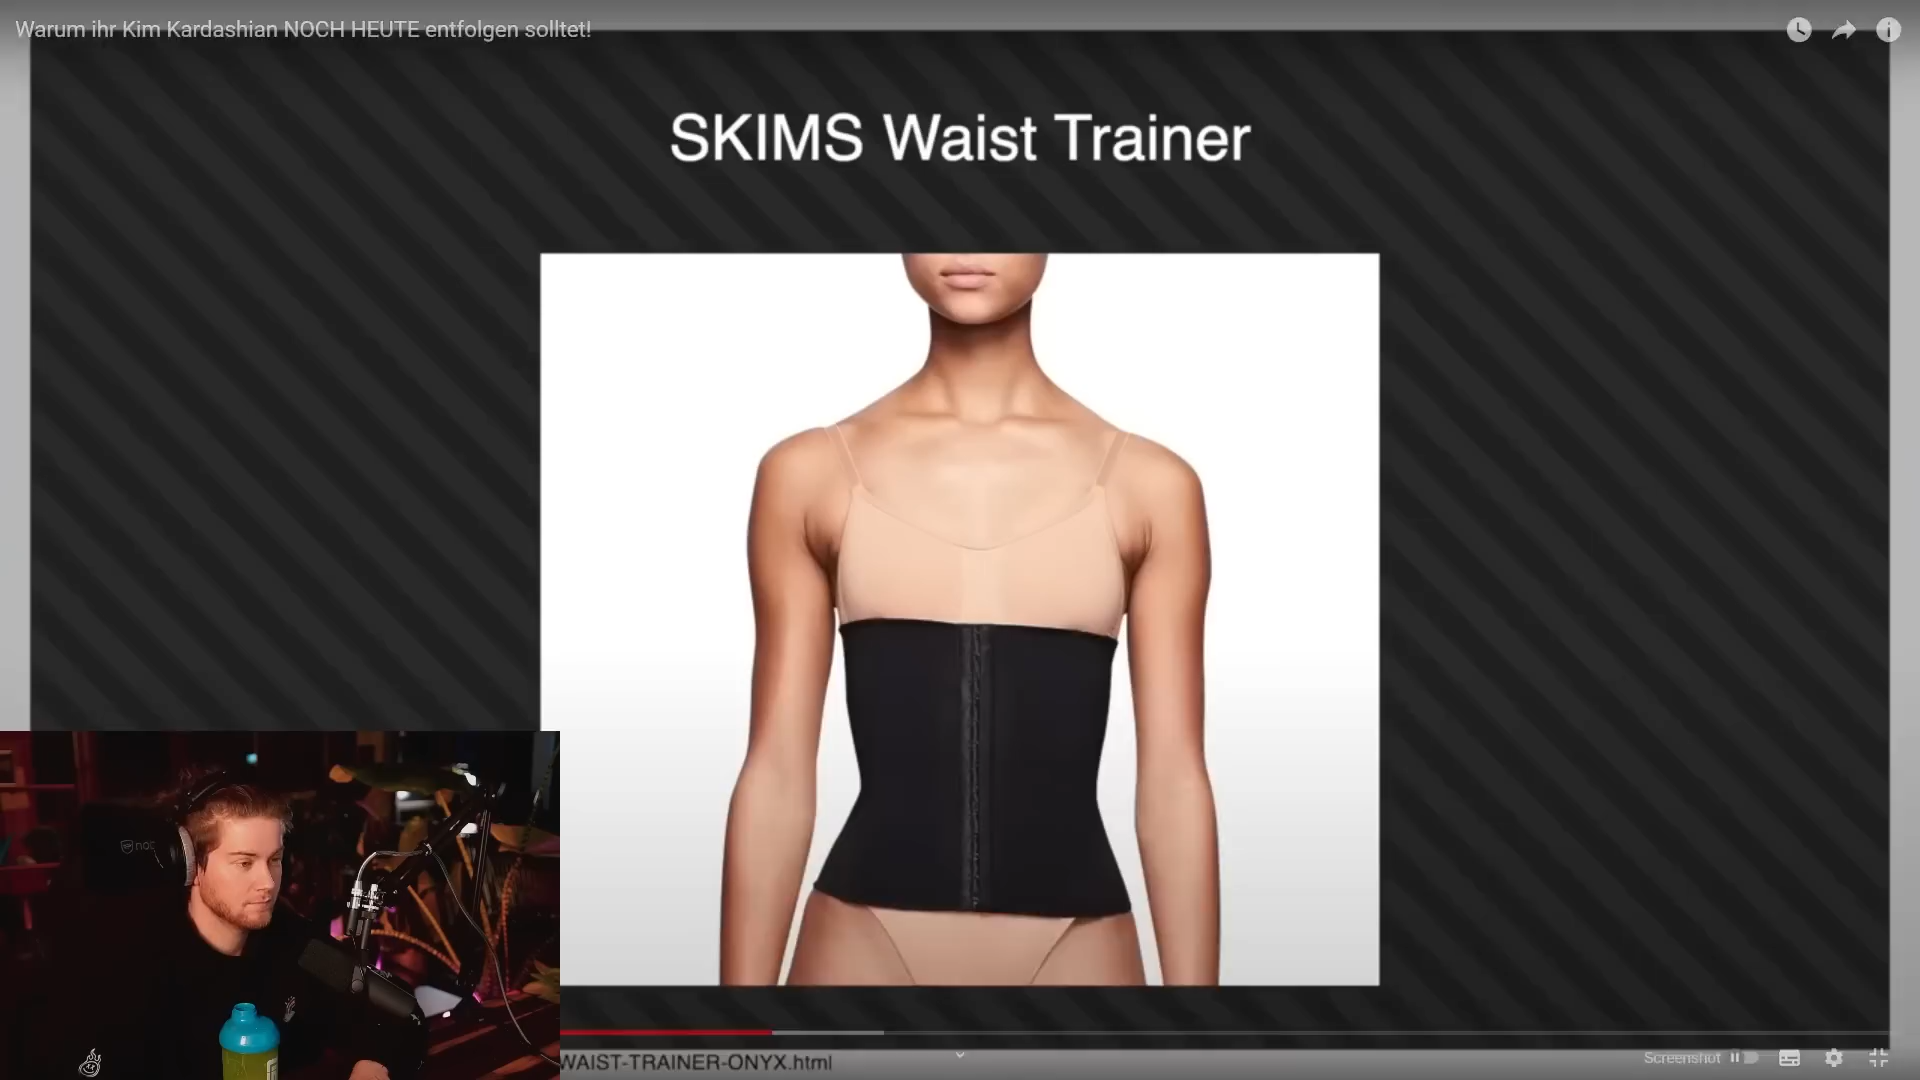 Warum ihr Kim Kardashian NOCH HEUTE entfolgen solltet!
SKIMS Waist Trainer
WAIST-TRAINER-ONYX.html
Screenshot